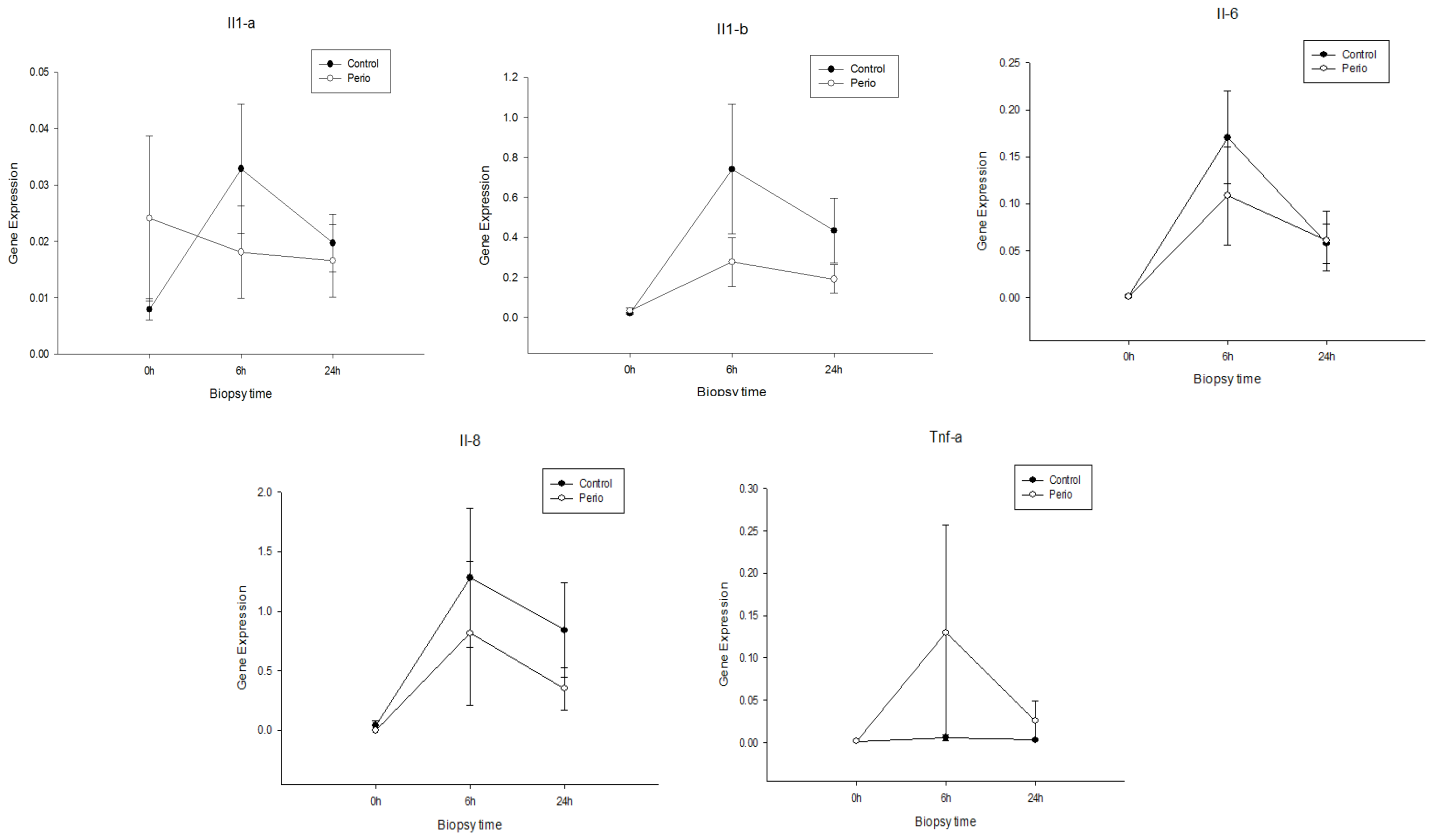 Il1-a
Control
Perio
0.05
0.04
0.03
0.02
0.01
0.00
Gene Expression
0h
6h
24h
Biopsy time
Il1-b
Control
Perio
1.2
1.0
0.8
0.6
0.4
0.2
0.0
Gene Expression
0h
6h
24h
Biopsy time
Il-6
Control
Perio
0.25
0.20
0.15
0.10
0.05
0.00
Gene Expression
0h
6h
24h
Biopsy time
Il-8
Control
Perio
2.0
1.5
1.0
0.5
0.0
Gene Expression
0h
6h
24h
Biopsy time
Tnf-a
Control
Perio
0.30
0.25
0.20
0.15
0.10
0.05
0.00
Gene Expression
0h
6h
24h
Biopsy time